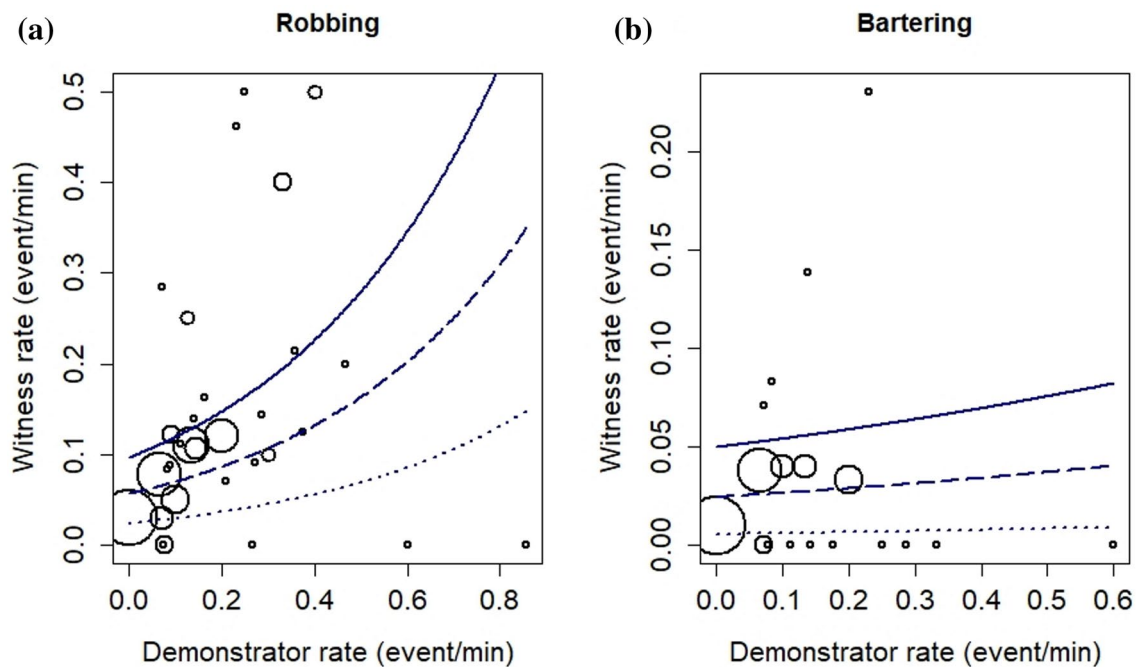 (a)
Robbing
Witness rate (event/min)
0.5
0.4
0.3
0.2
0.1
0.0
0.0 0.2 0.4 0.6 0.8
Demonstrator rate (event/min)
(b)
Bartering
Witness rate (event/min)
0.20
0.15
0.10
0.05
0.00
0.0 0.1 0.2 0.3 0.4 0.5 0.6
Demonstrator rate (event/min)